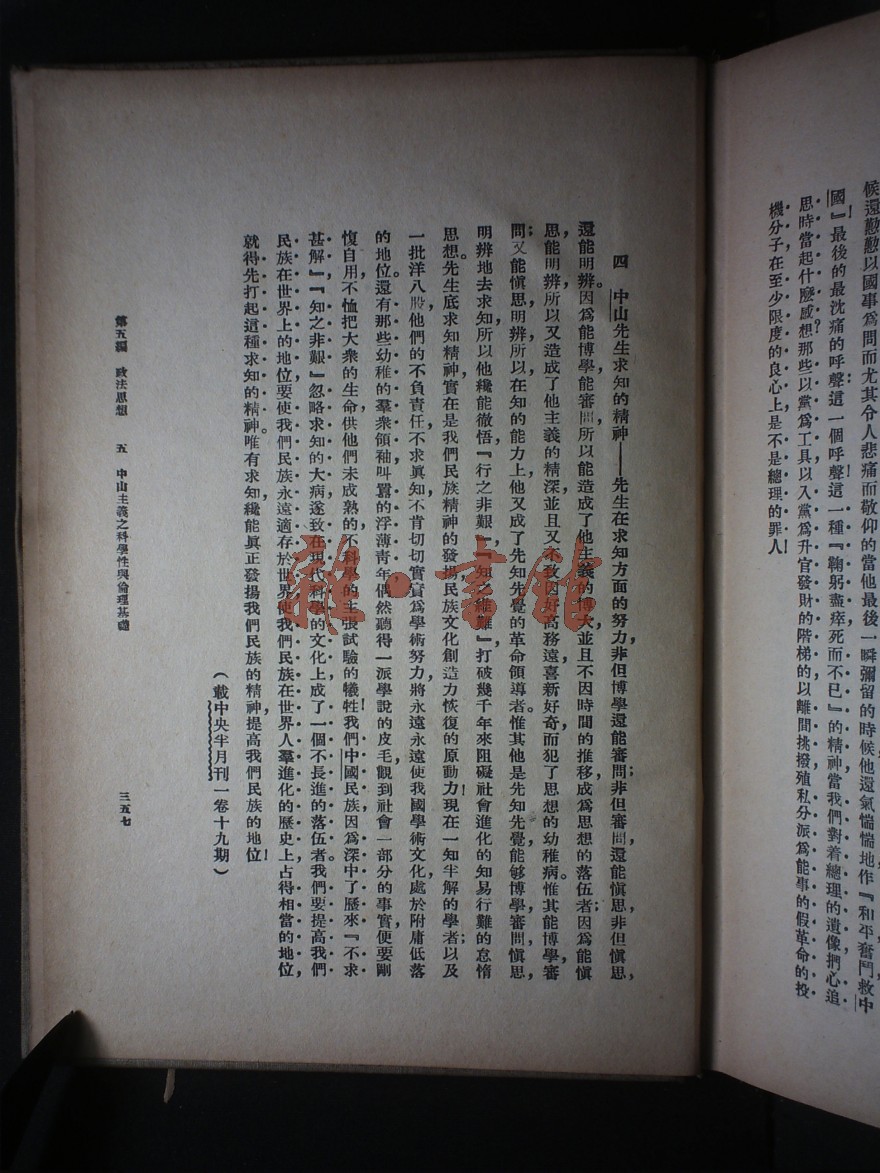 候還懃懃以國事爲問而尤其令人悲痛而敬仰的當他最後一瞬彌留的時候他還氣惴惴地作『和平奮鬥救中
國』最後的最沈痛的呼聲這一個呼聲！這一種『鞠躬盡瘁死而不已』的精神當我們對着總理的遺像捫心追
思時當起什麼感想？那些以黨爲工具以入黨爲升官發財的階梯的以離間挑撥殖私分派爲能事的假革命的投
機分子在至少限度的良心上是不是總理的罪人！
四　中山先生求知的精神——先生在求知方面的努力，非但博學還能審問；非但審問，還能愼思，非但愼思，
還能明辨。因爲能博學能審問所以能造成了他主義的博大並且不因時間的推移，成爲思想的落伍者；因爲能愼
思，能明辨，所以又造成了他主義的精深並且又不致因好高務遠喜新好奇而犯了思想的幼稚病。惟其能博學審
問；又能愼思明辨，所以在知的能力上，他又成了先知先覺的革命領導者。惟其他是先知先覺，能够博學審問，愼思，
明辨地去求知，所以他纔能徹悟『行之非艱』，『知之維難』，打破幾千年來阻礙社會進化的知易行難的怠惰
思想。先生底求知精神，實在是我們民族精神的發揚，民族文化創造力恢復的原動力！現在一知半解的學者；以及
一批洋八股，他們的不負責任，不求眞知，不肯切切實實爲學術努力，將永遠永遠使我國學術文化，處於附庸低落
的地位。還有那些幼稚的羣衆領袖，叫囂的浮薄靑年，偶然聽得一派學說的皮毛，觀到社會一部分的事實，便要剛
愎自用，不恤把大衆的生命，供他們未成熟的，不科學的主張試驗的犧牲！我們中國民族，因爲深中了歷來『不求
甚解』，『知之非艱』忽略求知的大病，遂致在現代科學的文化上，成了一個不長進的落伍者。我們要提高我們
民族在世界上的地位，要使我們民族永遠適存於世界，使我們民族在世界人羣進化的歷史上，占得相當的地位，
就得先打起這種求知的精神。唯有求知，纔能眞正發揚我們民族的精神，提高我們民族的地位！
（載中央半月刊一卷十九期）
第五編　政法思想　五　中山主義之科學性與倫理基礎
三五七
雜·書館